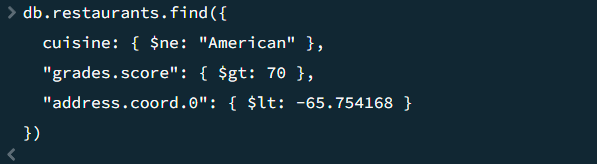 > db.restaurants.find({
cuisine: { $ne: "American" },
"grades.score": { $gt: 70 },
"address.coord.0": { $lt: -65.754168 }
})
<